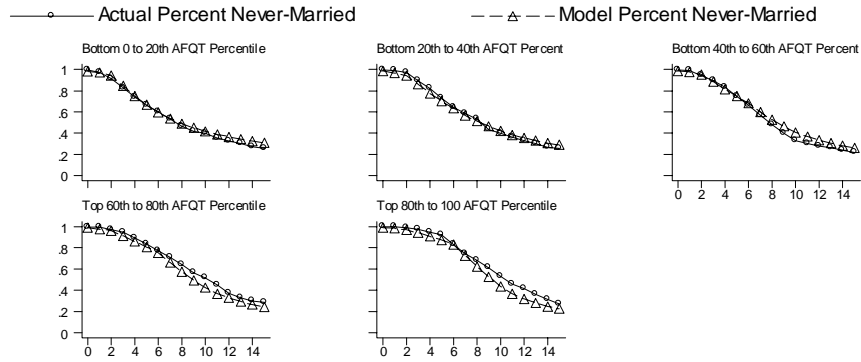 Actual Percent Never-Married
Model Percent Never-Married
Bottom 0 to 20th AFQT Percentile
Bottom 20th to 40th AFQT Percent
Bottom 40th to 60th AFQT Percent
1
.8
.6
.4
.2
0
0 2 4 6 8 10 12 14
Top 60th to 80th AFQT Percentile
Top 80th to 100 AFQT Percentile
1
.8
.6
.4
.2
0
0 2 4 6 8 10 12 14
0 2 4 6 8 10 12 14